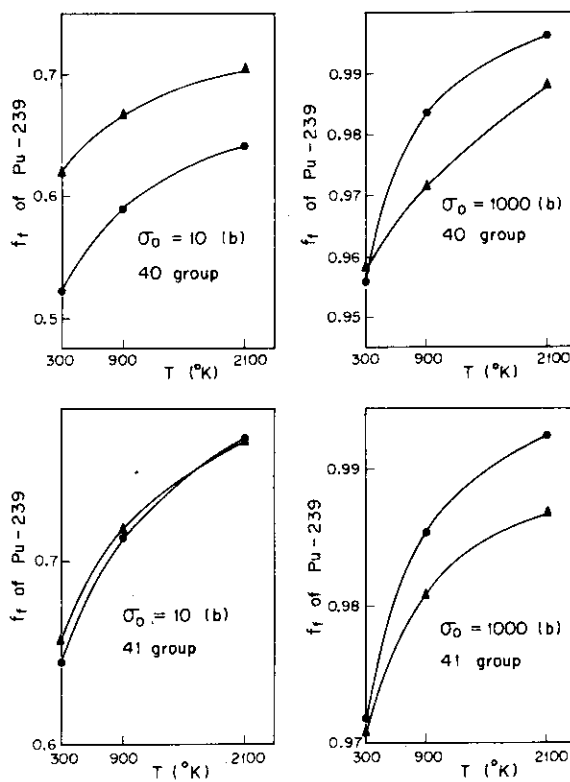 0.7
0.6
0.5
300 900 2100
T (°K)
f_f of Pu-239
σ₀ = 10 (b)
40 group
0.99
0.98
0.97
0.96
0.95
300 900 2100
T (°K)
f_f of Pu-239
σ₀ = 1000 (b)
40 group
0.7
0.6
300 900 2100
T (°K)
f_f of Pu-239
σ₀ = 10 (b)
41 group
0.99
0.98
0.97
300 900 2100
T (°K)
f_f of Pu-239
σ₀ = 1000 (b)
41 group